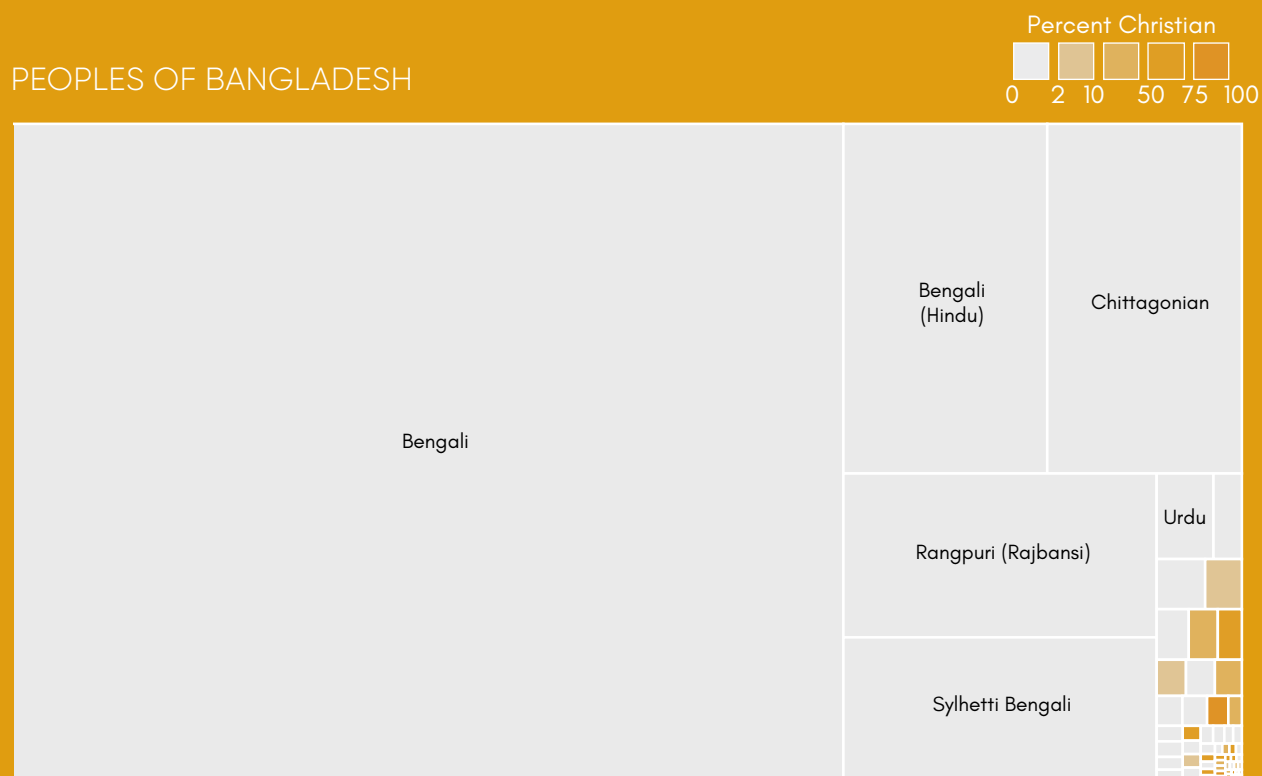 Percent Christian
0 2 10 50 75 100
PEOPLES OF BANGLADESH
Bengali
Bengali
(Hindu)
Chittagonian
Rangpuri (Rajbansi)
Urdu
Sylhetti Bengali